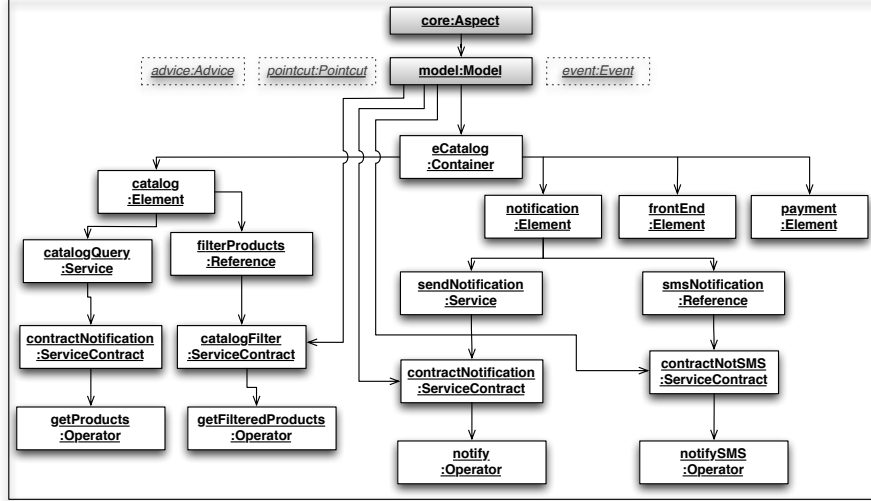 core:Aspect
advice:Advice
pointcut:Pointcut
model:Model
event:Event
eCatalog
:Container
catalog
:Element
notification
:Element
frontEnd
:Element
payment
:Element
catalogQuery
:Service
filterProducts
:Reference
sendNotification
:Service
smsNotification
:Reference
contractNotification
:ServiceContract
catalogFilter
:ServiceContract
contractNotification
:ServiceContract
contractNotSMS
:ServiceContract
getProducts
:Operator
getFilteredProducts
:Operator
notify
:Operator
notifySMS
:Operator